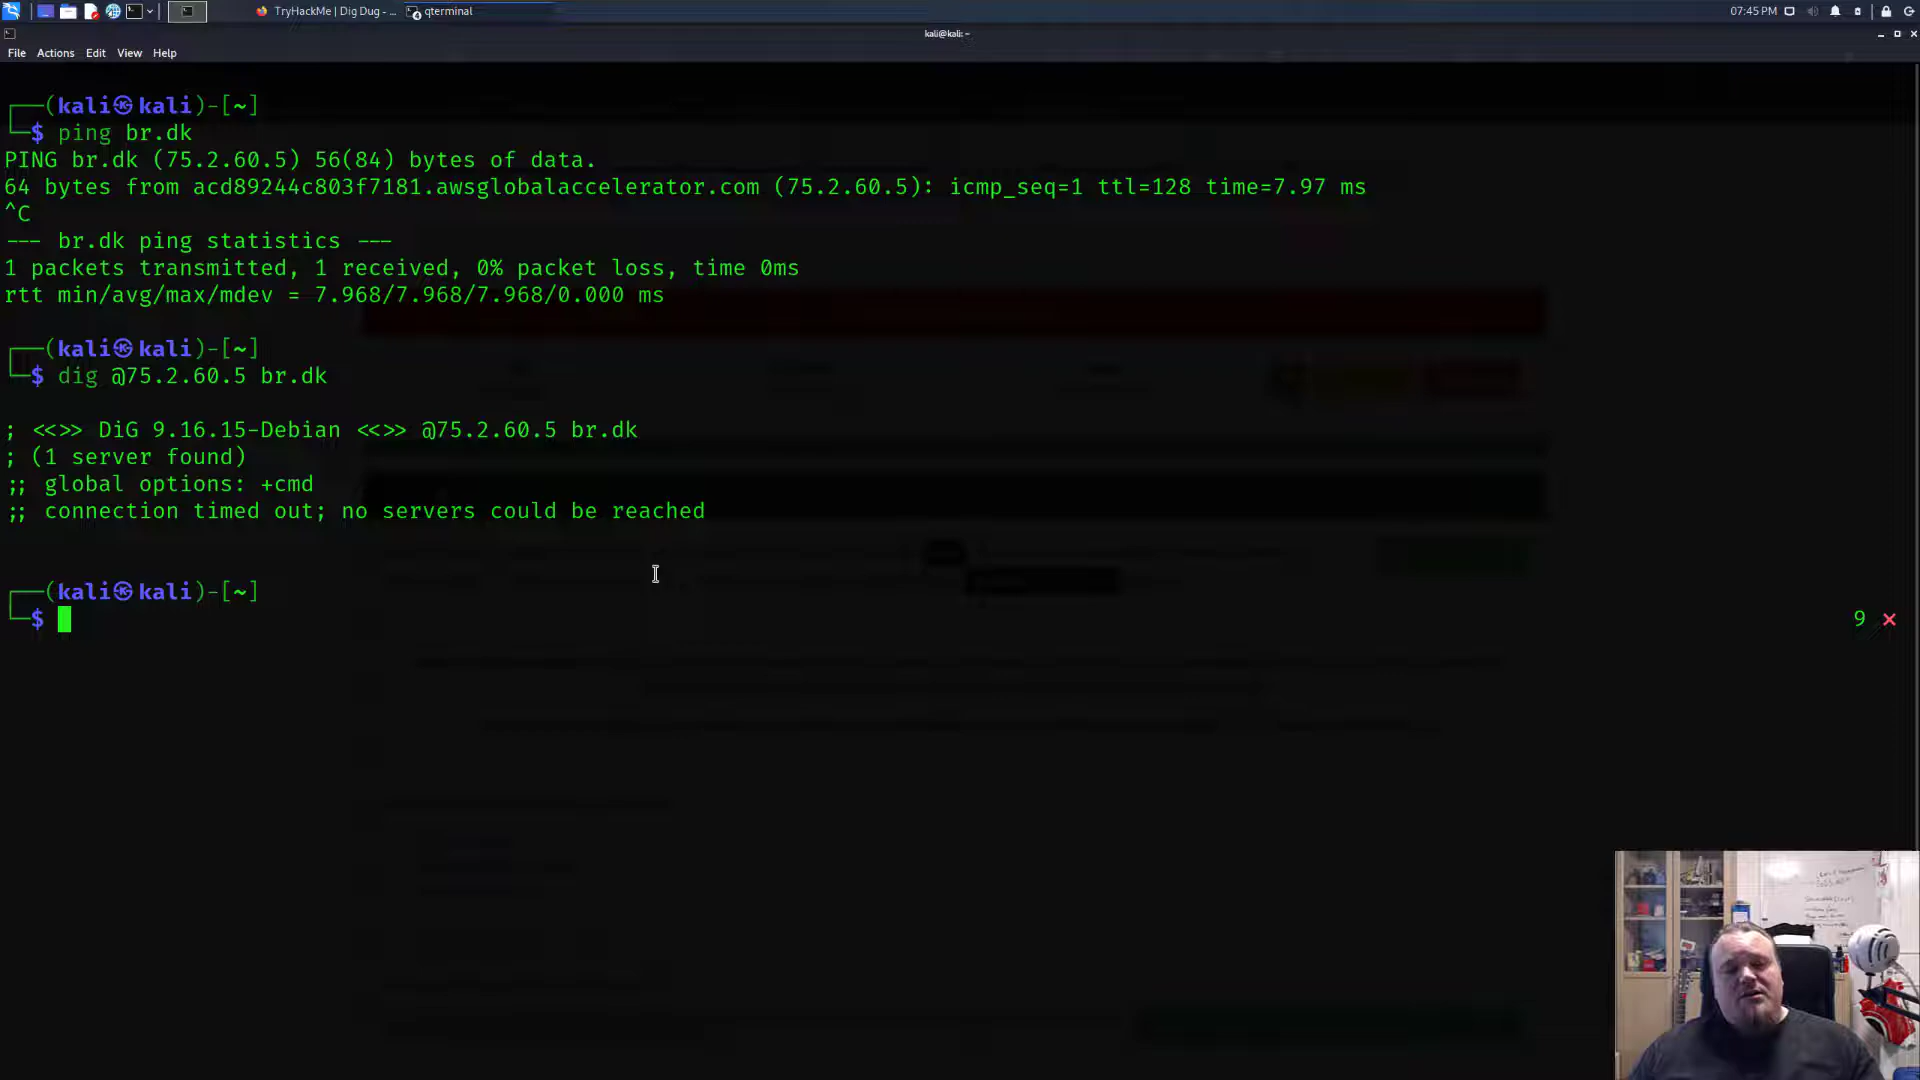 TryHackMe | Dig Dug - ...
qterminal
07:45 PM
kali@kali: ~
File Actions Edit View Help
┌──(kali㉿kali)-[~]
└─$ ping br.dk
PING br.dk (75.2.60.5) 56(84) bytes of data.
64 bytes from acd89244c803f7181.awsglobalaccelerator.com (75.2.60.5): icmp_seq=1 ttl=128 time=7.97 ms
^C
--- br.dk ping statistics ---
1 packets transmitted, 1 received, 0% packet loss, time 0ms
rtt min/avg/max/mdev = 7.968/7.968/7.968/0.000 ms
┌──(kali㉿kali)-[~]
└─$ dig @75.2.60.5 br.dk
; <<>> DiG 9.16.15-Debian <<>> @75.2.60.5 br.dk
; (1 server found)
;; global options: +cmd
;; connection timed out; no servers could be reached
┌──(kali㉿kali)-[~]
└─$
9 ×